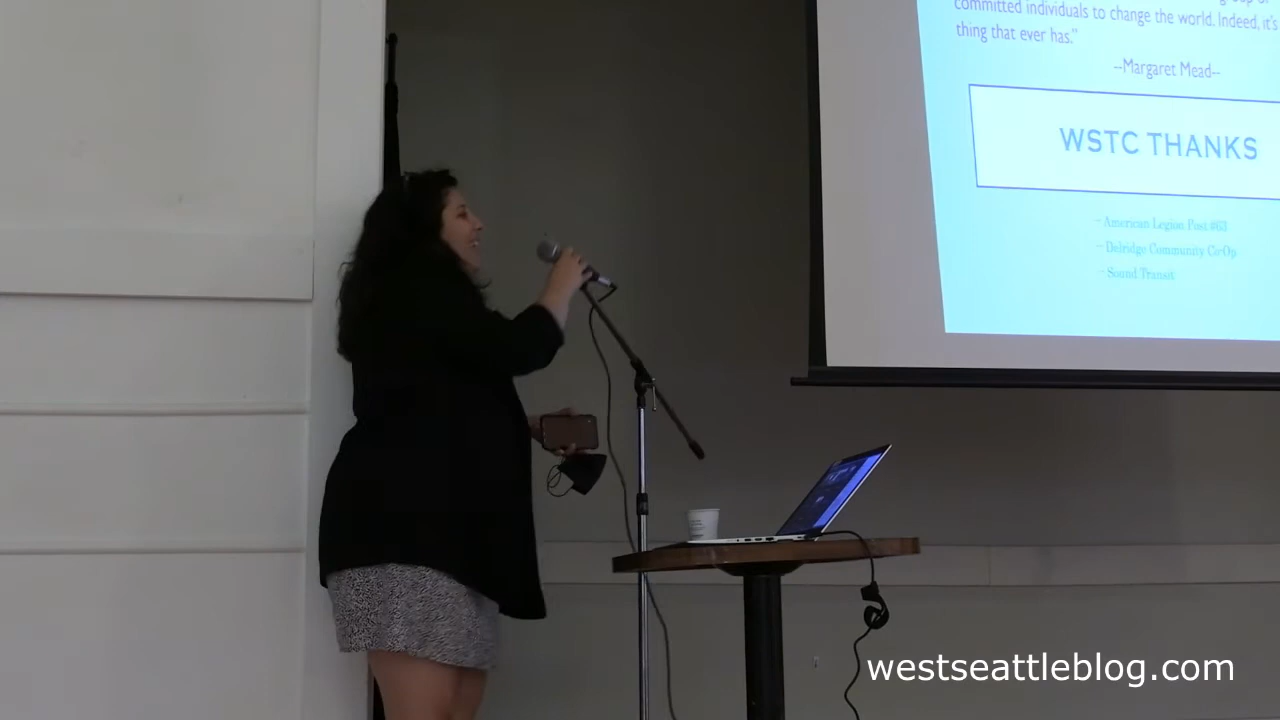 committed individuals to change the world. Indeed, it's
thing that ever has."
--Margaret Mead--
WSTC THANKS
- American Legion Post #63
- Delridge Community Co-Op
- Sound Transit
westseattleblog.com